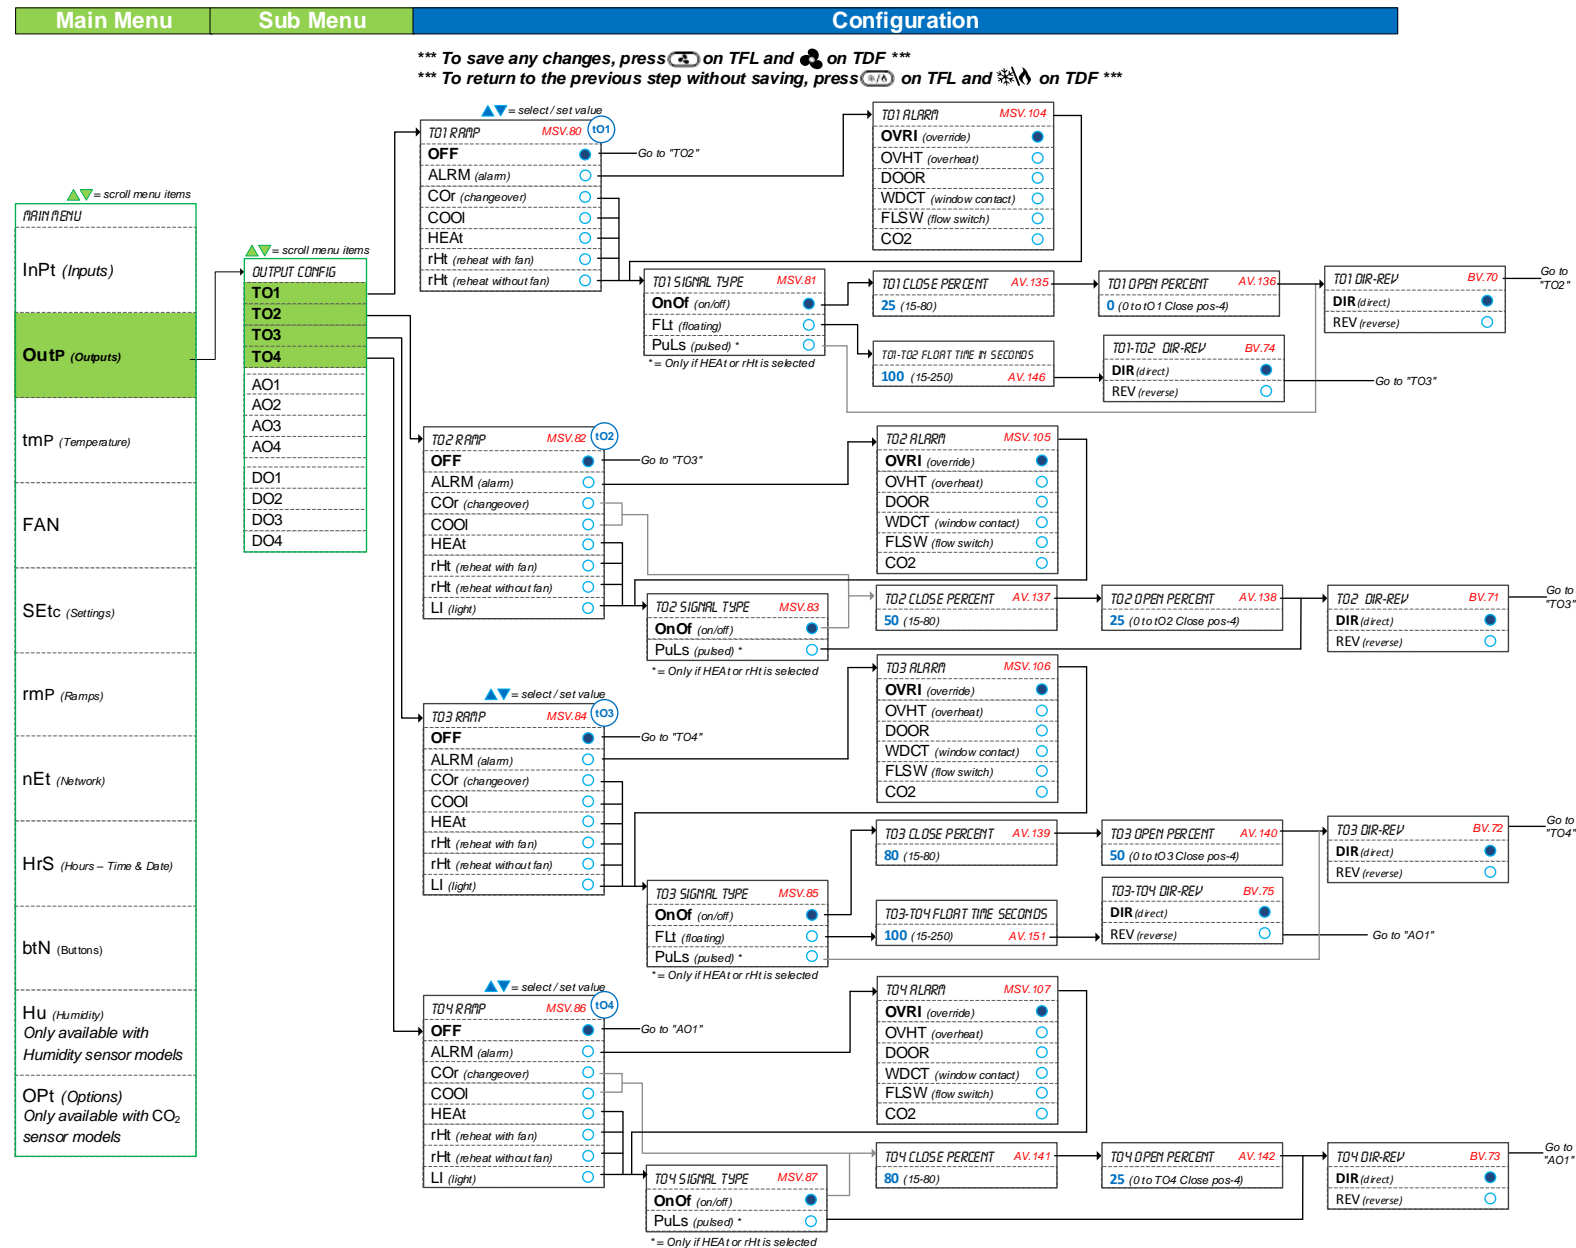 Main Menu
Sub Menu
Configuration
*** To save any changes, press on TFL and on TDF ***
*** To return to the previous step without saving, press on TFL and on TDF ***
= scroll menu items
MAIN MENU
InPt (Inputs)
OutP (Outputs)
tmP (Temperature)
FAN
SEtc (Settings)
rmP (Ramps)
nEt (Network)
HrS (Hours – Time & Date)
btN (Buttons)
Hu (Humidity)
Only available with
Humidity sensor models
OPt (Options)
Only available with CO2
sensor models
= scroll menu items
OUTPUT CONFIG
TO1
TO2
TO3
TO4
AO1
AO2
AO3
AO4
DO1
DO2
DO3
DO4
= select / set value
TO1 RAMP MSV.80 tO1
OFF
Go to "TO2"
ALRM (alarm)
COr (changeover)
COOl
HEAt
rHt (reheat with fan)
rHt (reheat without fan)
TO1 ALARM MSV.104
OVRI (override)
OVHT (overheat)
DOOR
WDCT (window contact)
FLSW (flow switch)
CO2
TO1 SIGNAL TYPE MSV.81
OnOf (on/off)
FLt (floating)
PuLs (pulsed) *
* = Only if HEAt or rHt is selected
TO1 CLOSE PERCENT AV.135
25 (15-80)
TO1 OPEN PERCENT AV.136
0 (0 to tO1 Close pos-4)
TO1 DIR-REV BV.70
DIR (direct)
REV (reverse)
Go to
"TO2"
TO1-TO2 FLOAT TIME IN SECONDS
100 (15-250) AV.146
TO1-TO2 DIR-REV BV.74
DIR (direct)
REV (reverse)
Go to "TO3"
TO2 RAMP MSV.82 tO2
OFF
Go to "TO3"
ALRM (alarm)
COr (changeover)
COOl
HEAt
rHt (reheat with fan)
rHt (reheat without fan)
LI (light)
TO2 ALARM MSV.105
OVRI (override)
OVHT (overheat)
DOOR
WDCT (window contact)
FLSW (flow switch)
CO2
TO2 SIGNAL TYPE MSV.83
OnOf (on/off)
PuLs (pulsed) *
* = Only if HEAt or rHt is selected
TO2 CLOSE PERCENT AV.137
50 (15-80)
TO2 OPEN PERCENT AV.138
25 (0 to tO2 Close pos-4)
TO2 DIR-REV BV.71
DIR (direct)
REV (reverse)
Go to
"TO3"
= select / set value
TO3 RAMP MSV.84 tO3
OFF
Go to "TO4"
ALRM (alarm)
COr (changeover)
COOl
HEAt
rHt (reheat with fan)
rHt (reheat without fan)
LI (light)
TO3 ALARM MSV.106
OVRI (override)
OVHT (overheat)
DOOR
WDCT (window contact)
FLSW (flow switch)
CO2
TO3 SIGNAL TYPE MSV.85
OnOf (on/off)
FLt (floating)
PuLs (pulsed) *
* = Only if HEAt or rHt is selected
TO3 CLOSE PERCENT AV.139
80 (15-80)
TO3 OPEN PERCENT AV.140
50 (0 to tO3 Close pos-4)
TO3 DIR-REV BV.72
DIR (direct)
REV (reverse)
Go to
"TO4"
TO3-TO4 FLOAT TIME SECONDS
100 (15-250) AV.151
TO3-TO4 DIR-REV BV.75
DIR (direct)
REV (reverse)
Go to "AO1"
= select / set value
TO4 RAMP MSV.86 tO4
OFF
Go to "AO1"
ALRM (alarm)
COr (changeover)
COOl
HEAt
rHt (reheat with fan)
rHt (reheat without fan)
LI (light)
TO4 ALARM MSV.107
OVRI (override)
OVHT (overheat)
DOOR
WDCT (window contact)
FLSW (flow switch)
CO2
TO4 SIGNAL TYPE MSV.87
OnOf (on/off)
PuLs (pulsed) *
* = Only if HEAt or rHt is selected
TO4 CLOSE PERCENT AV.141
80 (15-80)
TO4 OPEN PERCENT AV.142
25 (0 to TO4 Close pos-4)
TO4 DIR-REV BV.73
DIR (direct)
REV (reverse)
Go to
"AO1"